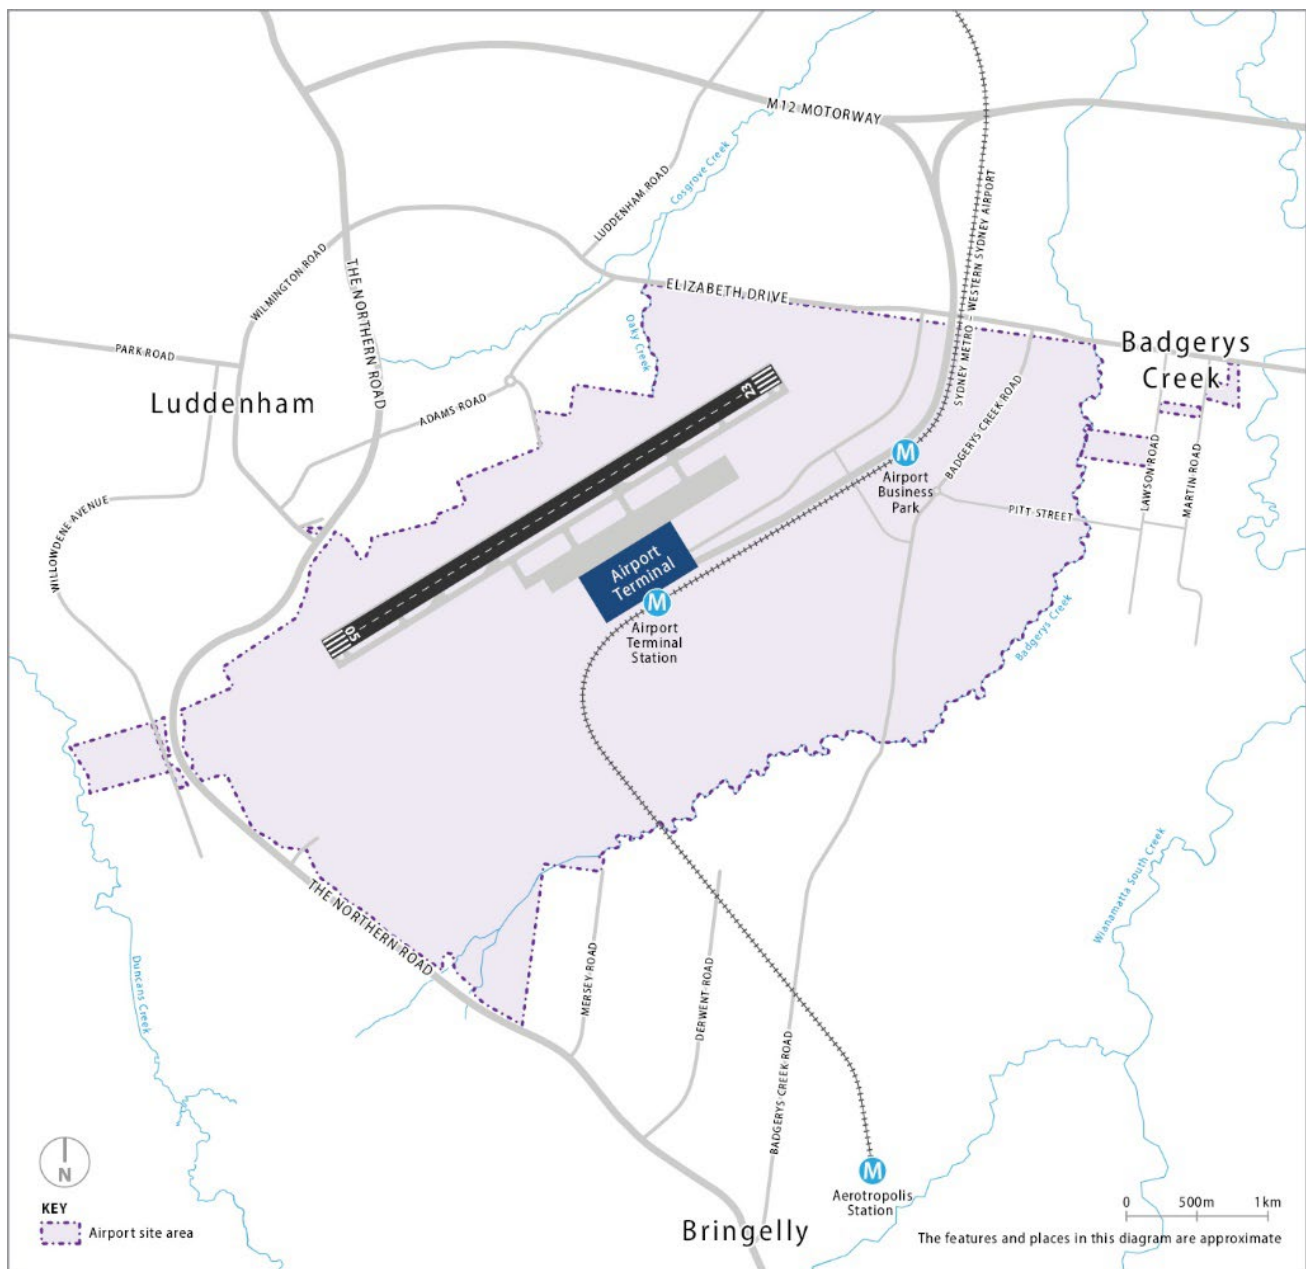 M12 MOTORWAY
Cosgrove Creek
LUDDENHAM ROAD
SYDNEY METRO - WESTERN SYDNEY AIRPORT
WILMINGTON ROAD
THE NORTHERN ROAD
ELIZABETH DRIVE
Oaky Creek
PARK ROAD
Badgerys
Creek
Luddenham
ADAMS ROAD
23
BADGERYS CREEK ROAD
M
Airport
Business
Park
LAWSON ROAD
MARTIN ROAD
PITT STREET
WILLOWDENE AVENUE
Airport
Terminal
M
Airport
Terminal
Station
05
Badgerys Creek
Wianamatta South Creek
THE NORTHERN ROAD
Duncans Creek
MERSEY ROAD
DERWENT ROAD
BADGERYS CREEK ROAD
N
M
Aerotropolis
Station
KEY
Airport site area
Bringelly
0 500m 1km
The features and places in this diagram are approximate